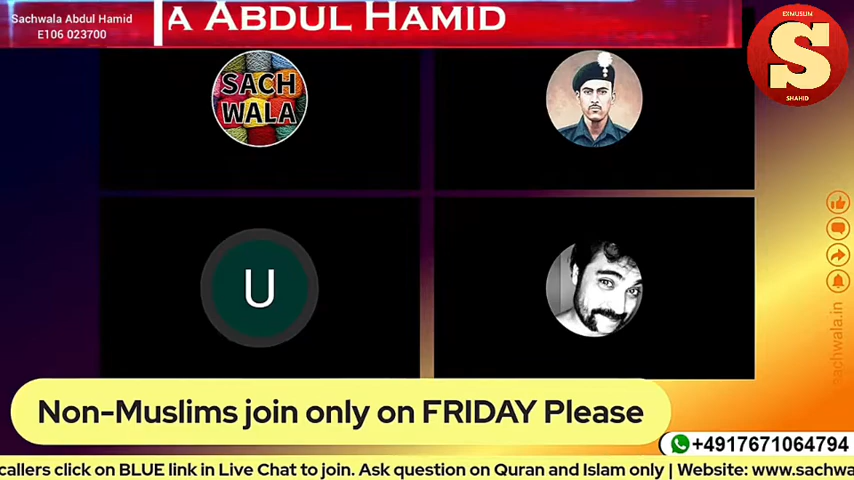 Sachwala Abdul Hamid
E106 023700
A ABDUL HAMID
EXMUSLIM
S
SHAHID
SACH
WALA
U
sachwala.in
Non-Muslims join only on FRIDAY Please
+4917671064794
callers click on BLUE link in Live Chat to join. Ask question on Quran and Islam only | Website: www.sachwa